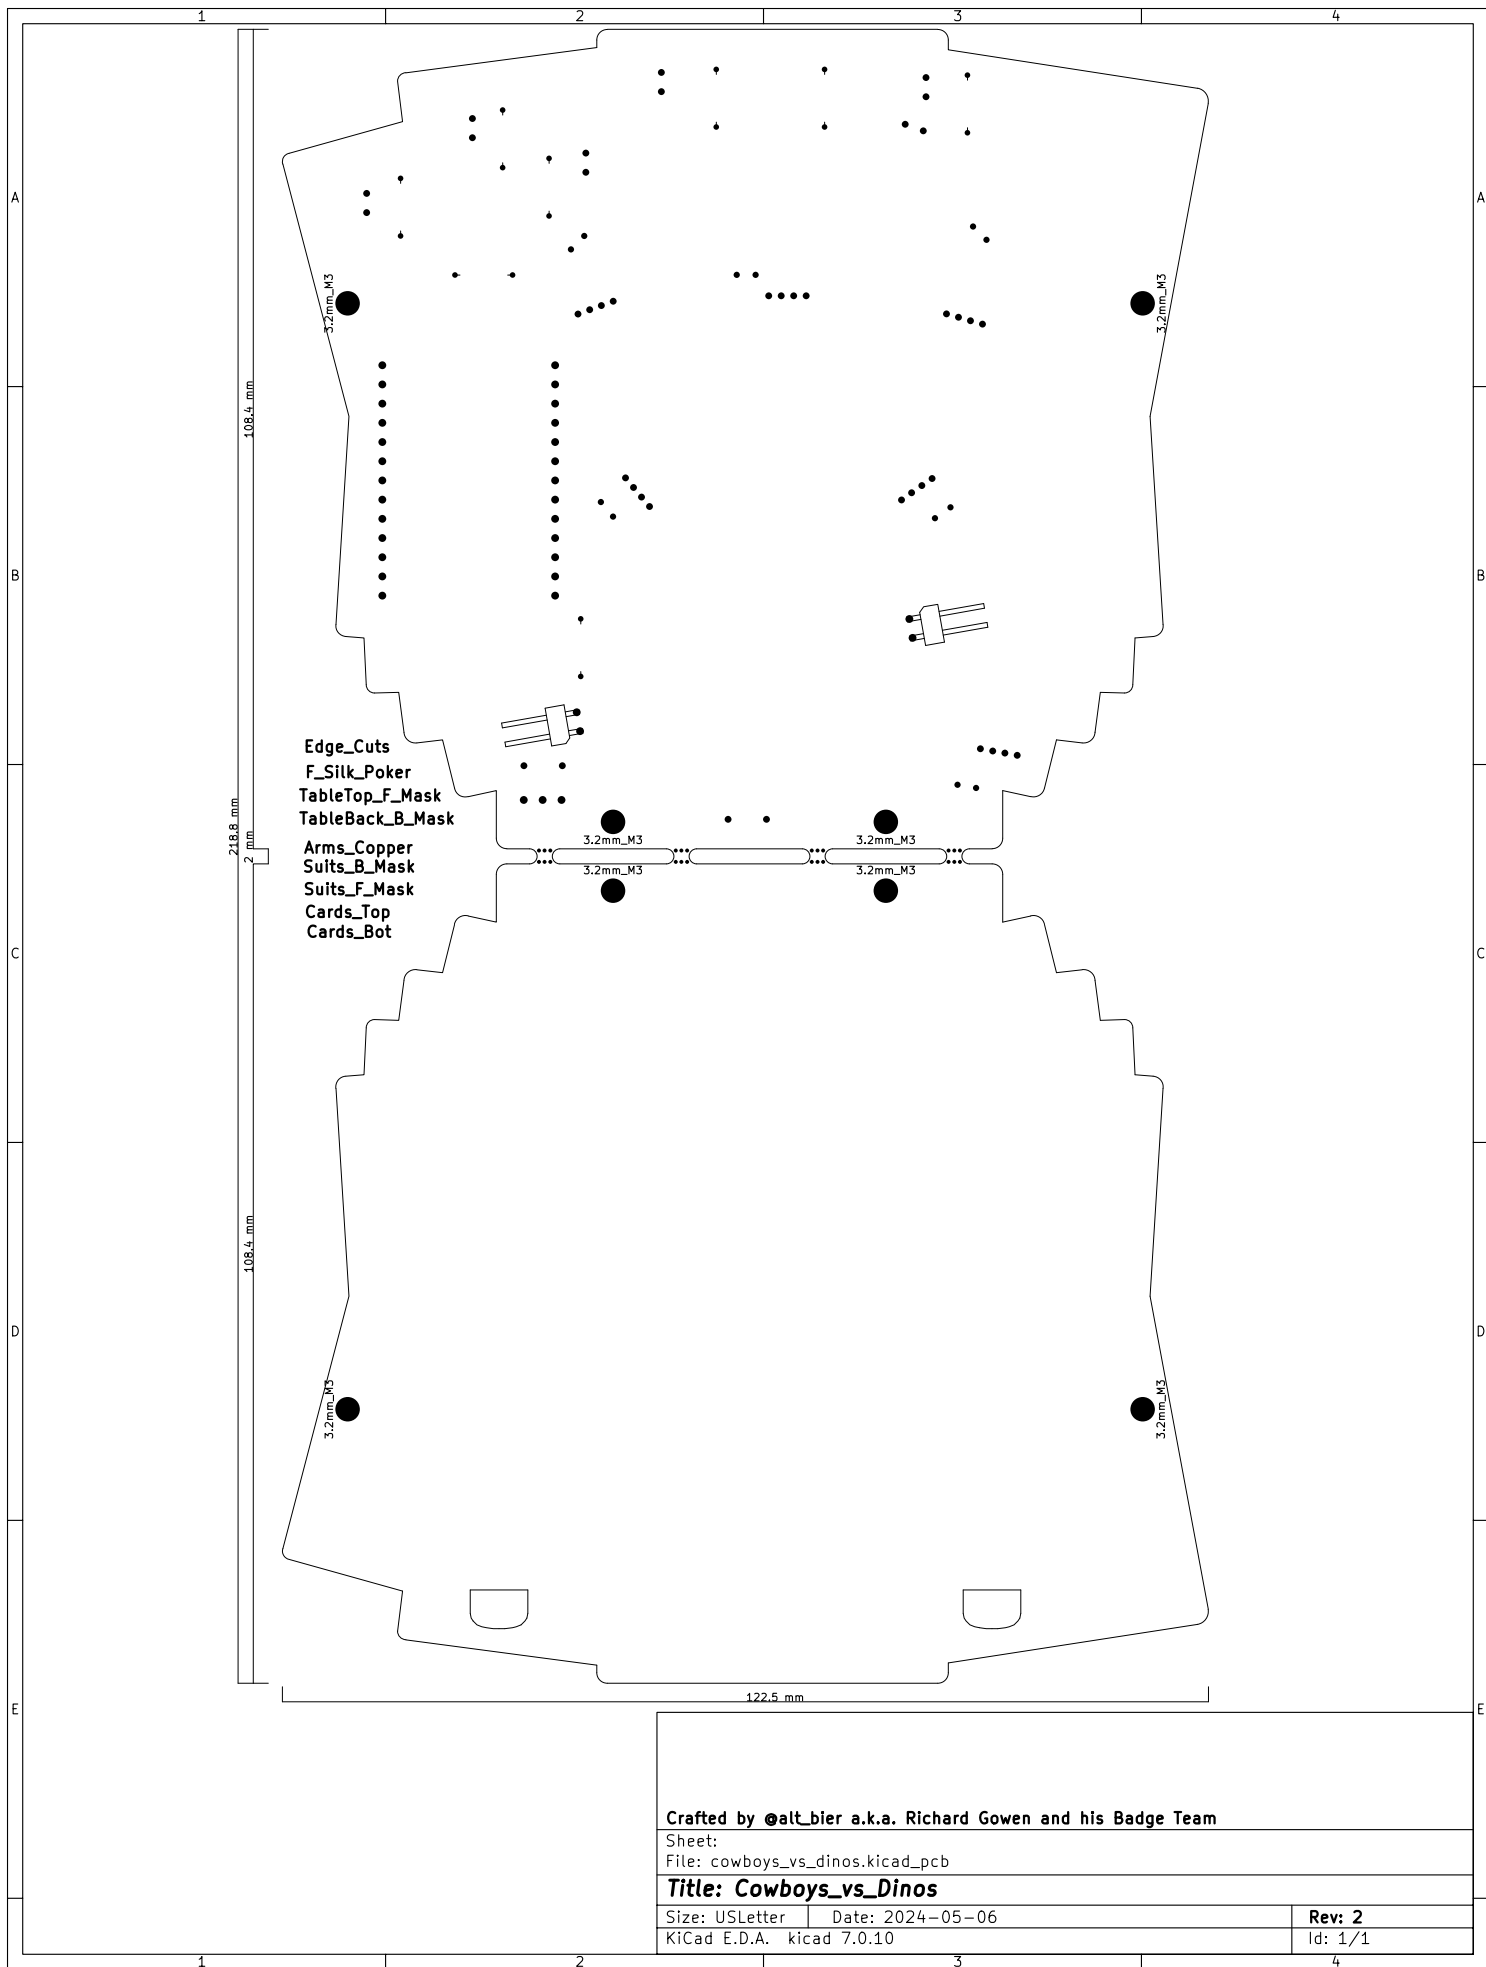 1 2 3 4
A A
3.2mm_M3 3.2mm_M3
108.4 mm
B B
Edge_Cuts
F_Silk_Poker
TableTop_F_Mask
TableBack_B_Mask
218.8 mm
2 mm
3.2mm_M3 3.2mm_M3
Arms_Copper
Suits_B_Mask
3.2mm_M3 3.2mm_M3
Suits_F_Mask
Cards_Top
Cards_Bot
C C
108.4 mm
D D
3.2mm_M3 3.2mm_M3
122.5 mm
E E
Crafted by @alt_bier a.k.a. Richard Gowen and his Badge Team
Sheet:
File: cowboys_vs_dinos.kicad_pcb
Title: Cowboys_vs_Dinos
Size: USLetter Date: 2024-05-06 Rev: 2
KiCad E.D.A. kicad 7.0.10 Id: 1/1
1 2 3 4